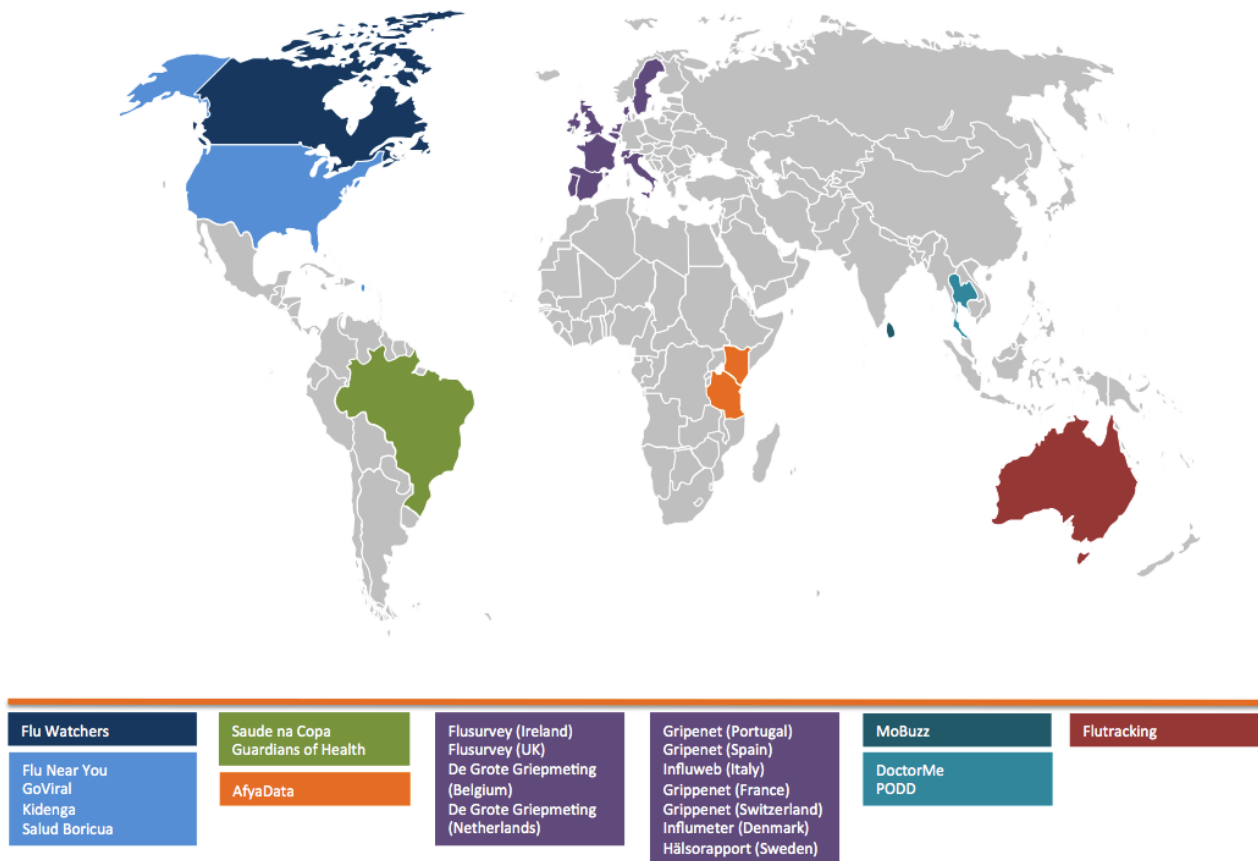 Flu Watchers
Flu Near You
GoViral
Kidenga
Salud Boricua
Saude na Copa
Guardians of Health
AfyaData
Flusurvey (Ireland)
Flusurvey (UK)
De Grote Griepmeting
(Belgium)
De Grote Griepmeting
(Netherlands)
Gripenet (Portugal)
Gripenet (Spain)
Influweb (Italy)
Grippenet (France)
Grippenet (Switzerland)
Influmeter (Denmark)
Hälsorapport (Sweden)
MoBuzz
DoctorMe
PODD
Flutracking